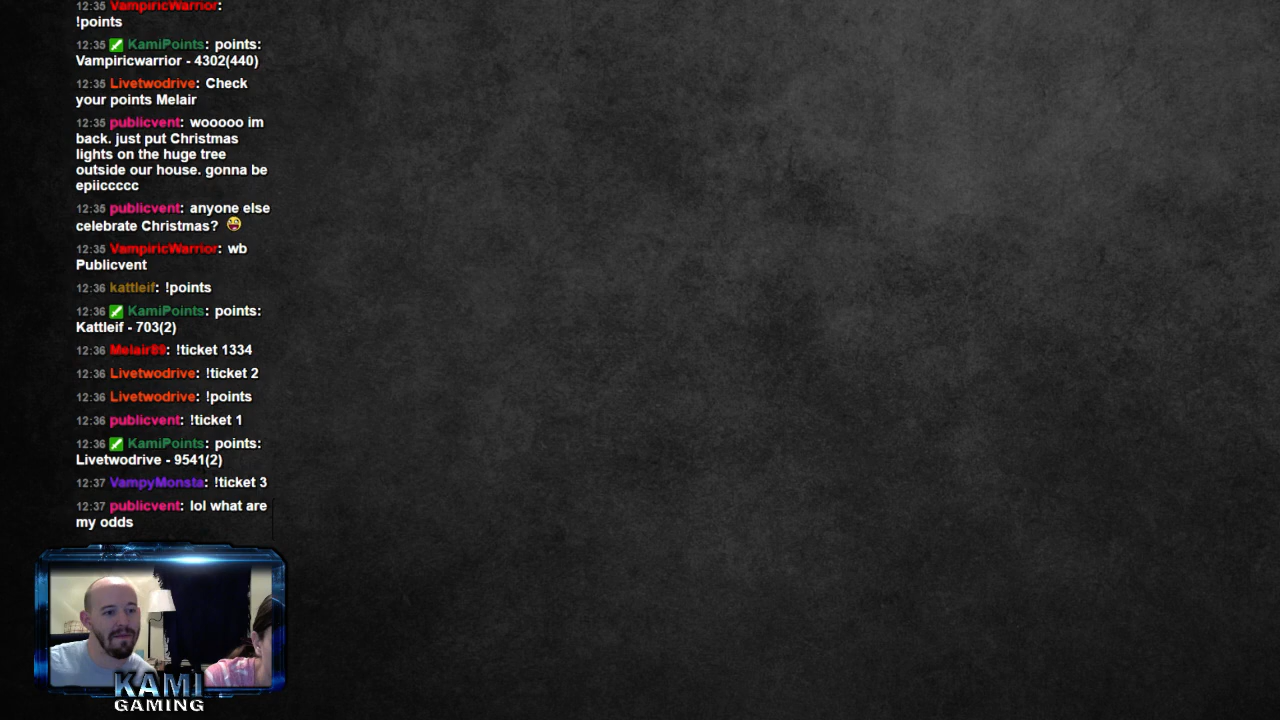 12:35 VampiricWarrior:
!points
12:35 KamiPoints: points:
Vampiricwarrior - 4302(440)
12:35 Livetwodrive: Check
your points Melair
12:35 publicvent: wooooo im
back. just put Christmas
lights on the huge tree
outside our house. gonna be
epiiccccc
12:35 publicvent: anyone else
celebrate Christmas?
12:35 VampiricWarrior: wb
Publicvent
12:36 kattleif: !points
12:36 KamiPoints: points:
Kattleif - 703(2)
12:36 Melair89: !ticket 1334
12:36 Livetwodrive: !ticket 2
12:36 Livetwodrive: !points
12:36 publicvent: !ticket 1
12:36 KamiPoints: points:
Livetwodrive - 9541(2)
12:37 VampyMonsta: !ticket 3
12:37 publicvent: lol what are
my odds
KAMI
GAMING